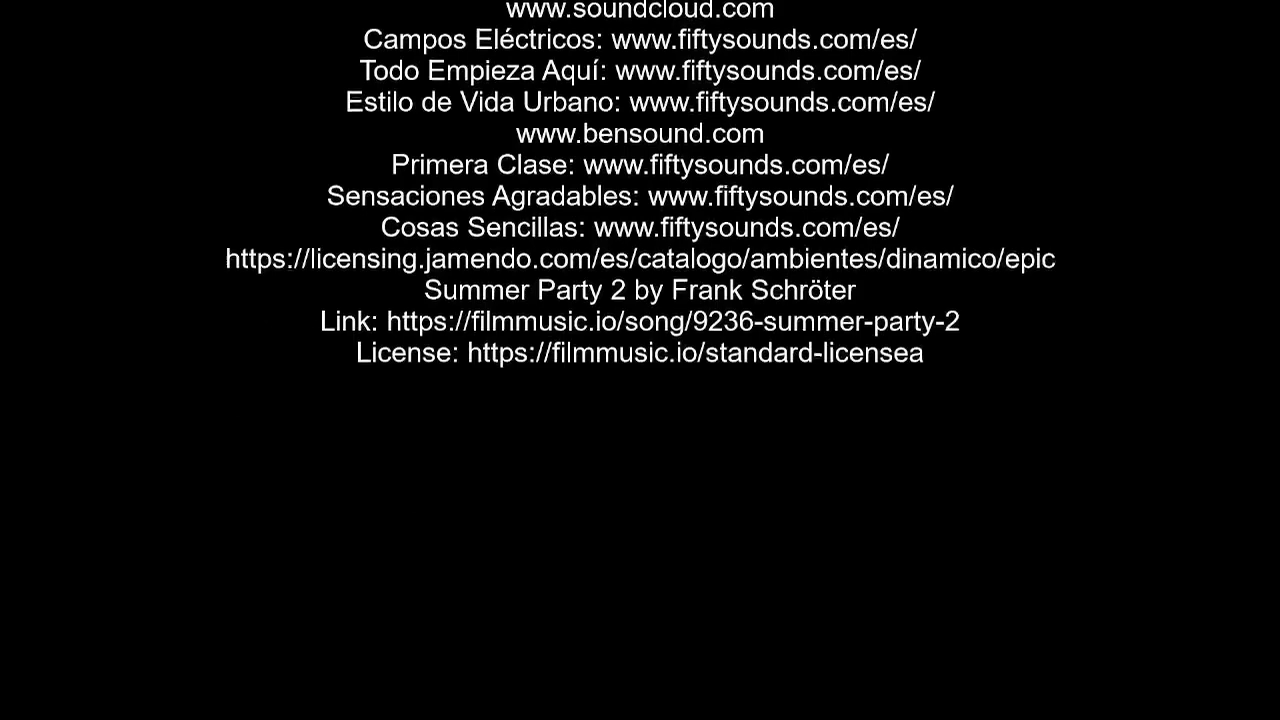 www.soundcloud.com
Campos Eléctricos: www.fiftysounds.com/es/
Todo Empieza Aquí: www.fiftysounds.com/es/
Estilo de Vida Urbano: www.fiftysounds.com/es/
www.bensound.com
Primera Clase: www.fiftysounds.com/es/
Sensaciones Agradables: www.fiftysounds.com/es/
Cosas Sencillas: www.fiftysounds.com/es/
https://licensing.jamendo.com/es/catalogo/ambientes/dinamico/epic
Summer Party 2 by Frank Schröter
Link: https://filmmusic.io/song/9236-summer-party-2
License: https://filmmusic.io/standard-licensea